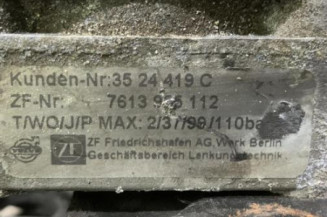 Kunden-Nr: 35 24 419 C
ZF-Nr: 7613 112
T/WO/J/P MAX: 2/37/99/110bar
ZF ZF Friedrichshafen AG, Werk Berlin
Geschäftsbereich Lenkungstechnik